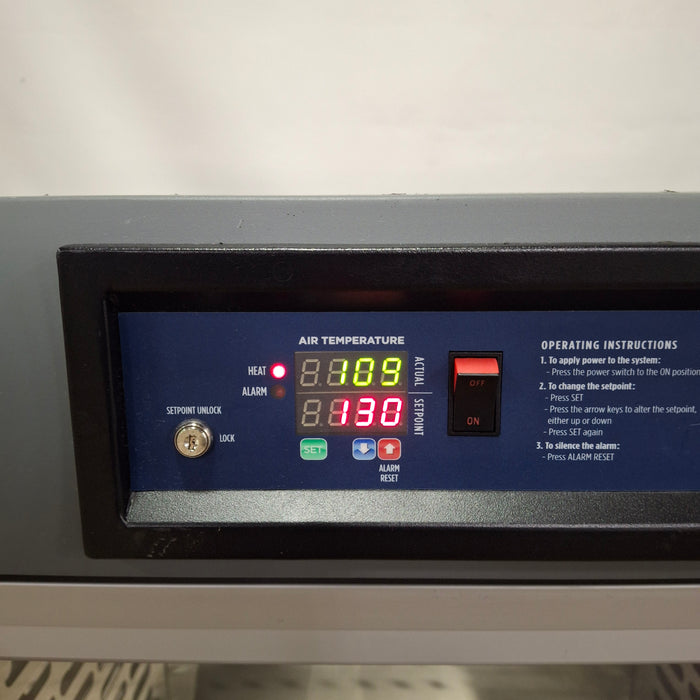 AIR TEMPERATURE
HEAT
ALARM
109
130
ACTUAL
SETPOINT
SET
ALARM
RESET
SETPOINT UNLOCK
LOCK
OFF
ON
OPERATING INSTRUCTIONS
1. To apply power to the system:
- Press the power switch to the ON position
2. To change the setpoint:
- Press SET
- Press the arrow keys to alter the setpoint,
either up or down
- Press SET again
3. To silence the alarm:
- Press ALARM RESET